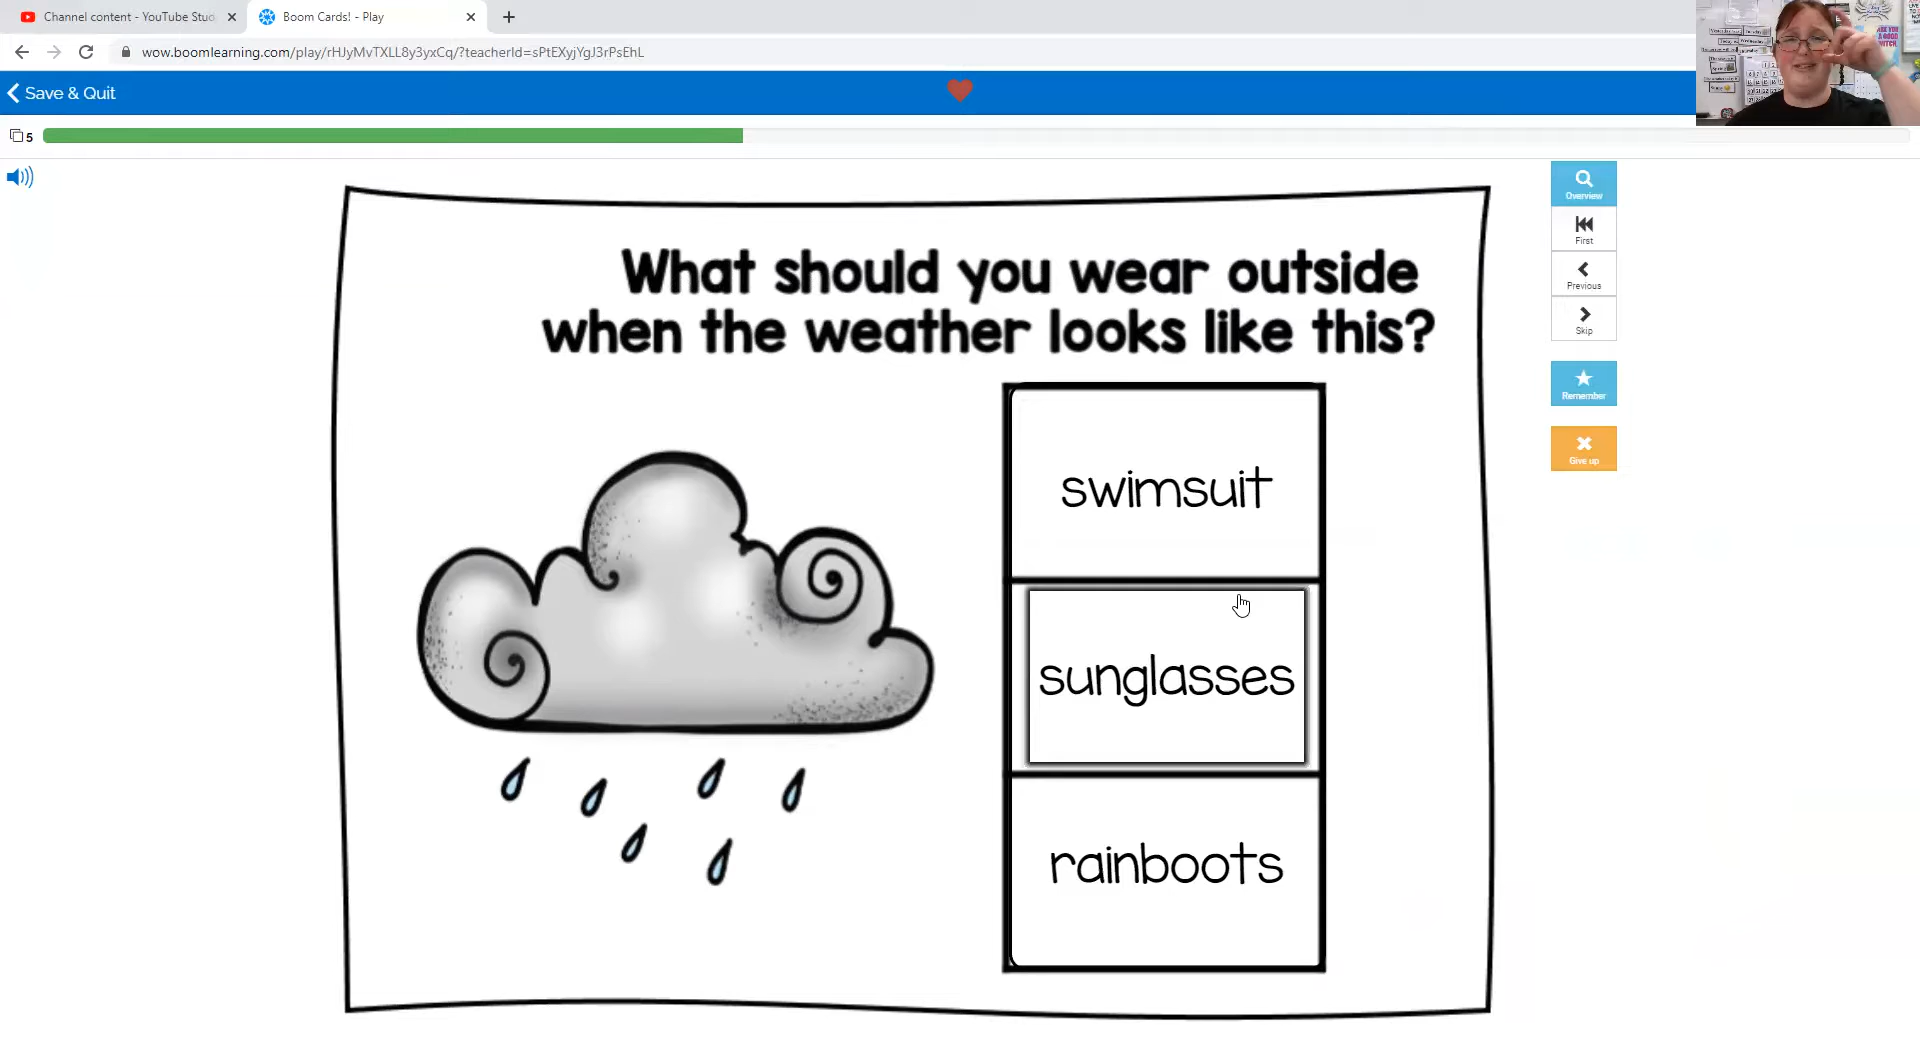 Channel content - YouTube Stud
Boom Cards! - Play
wow.boomlearning.com/play/rHJyMvTXLL8y3yxCq/?teacherId=sPtEXyjYgJ3rPsEhL
Save & Quit
5
What should you wear outside
when the weather looks like this?
swimsuit
sunglasses
rainboots
Overview
First
Previous
Skip
Remember
Give up